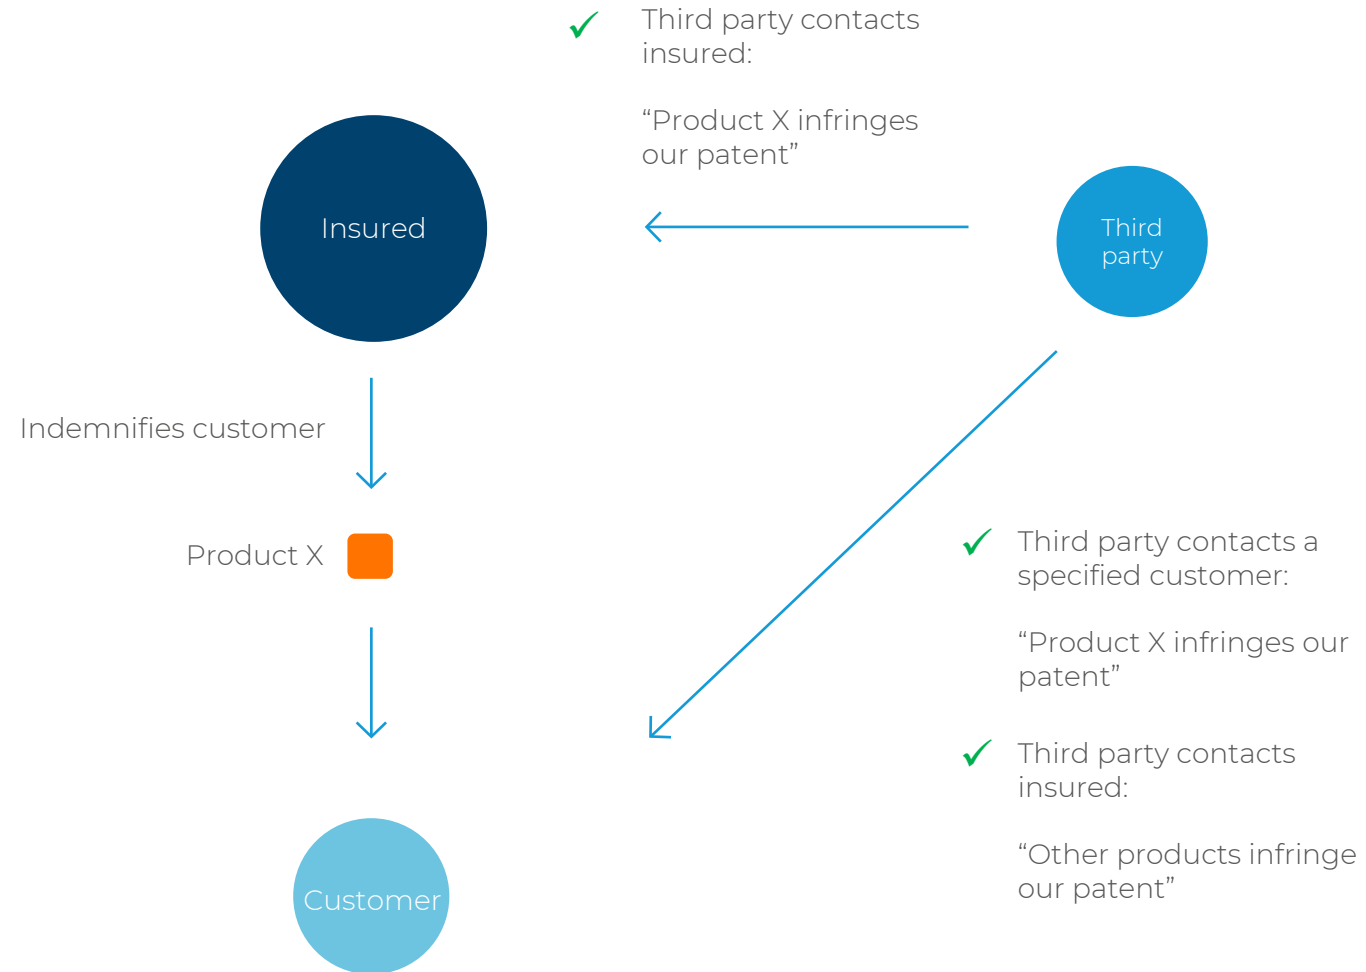 Third party contacts
insured:
“Product X infringes
our patent”
Insured
Third
party
Indemnifies customer
Product X
Third party contacts a
specified customer:
“Product X infringes our
patent”
Third party contacts
insured:
“Other products infringe
our patent”
Customer